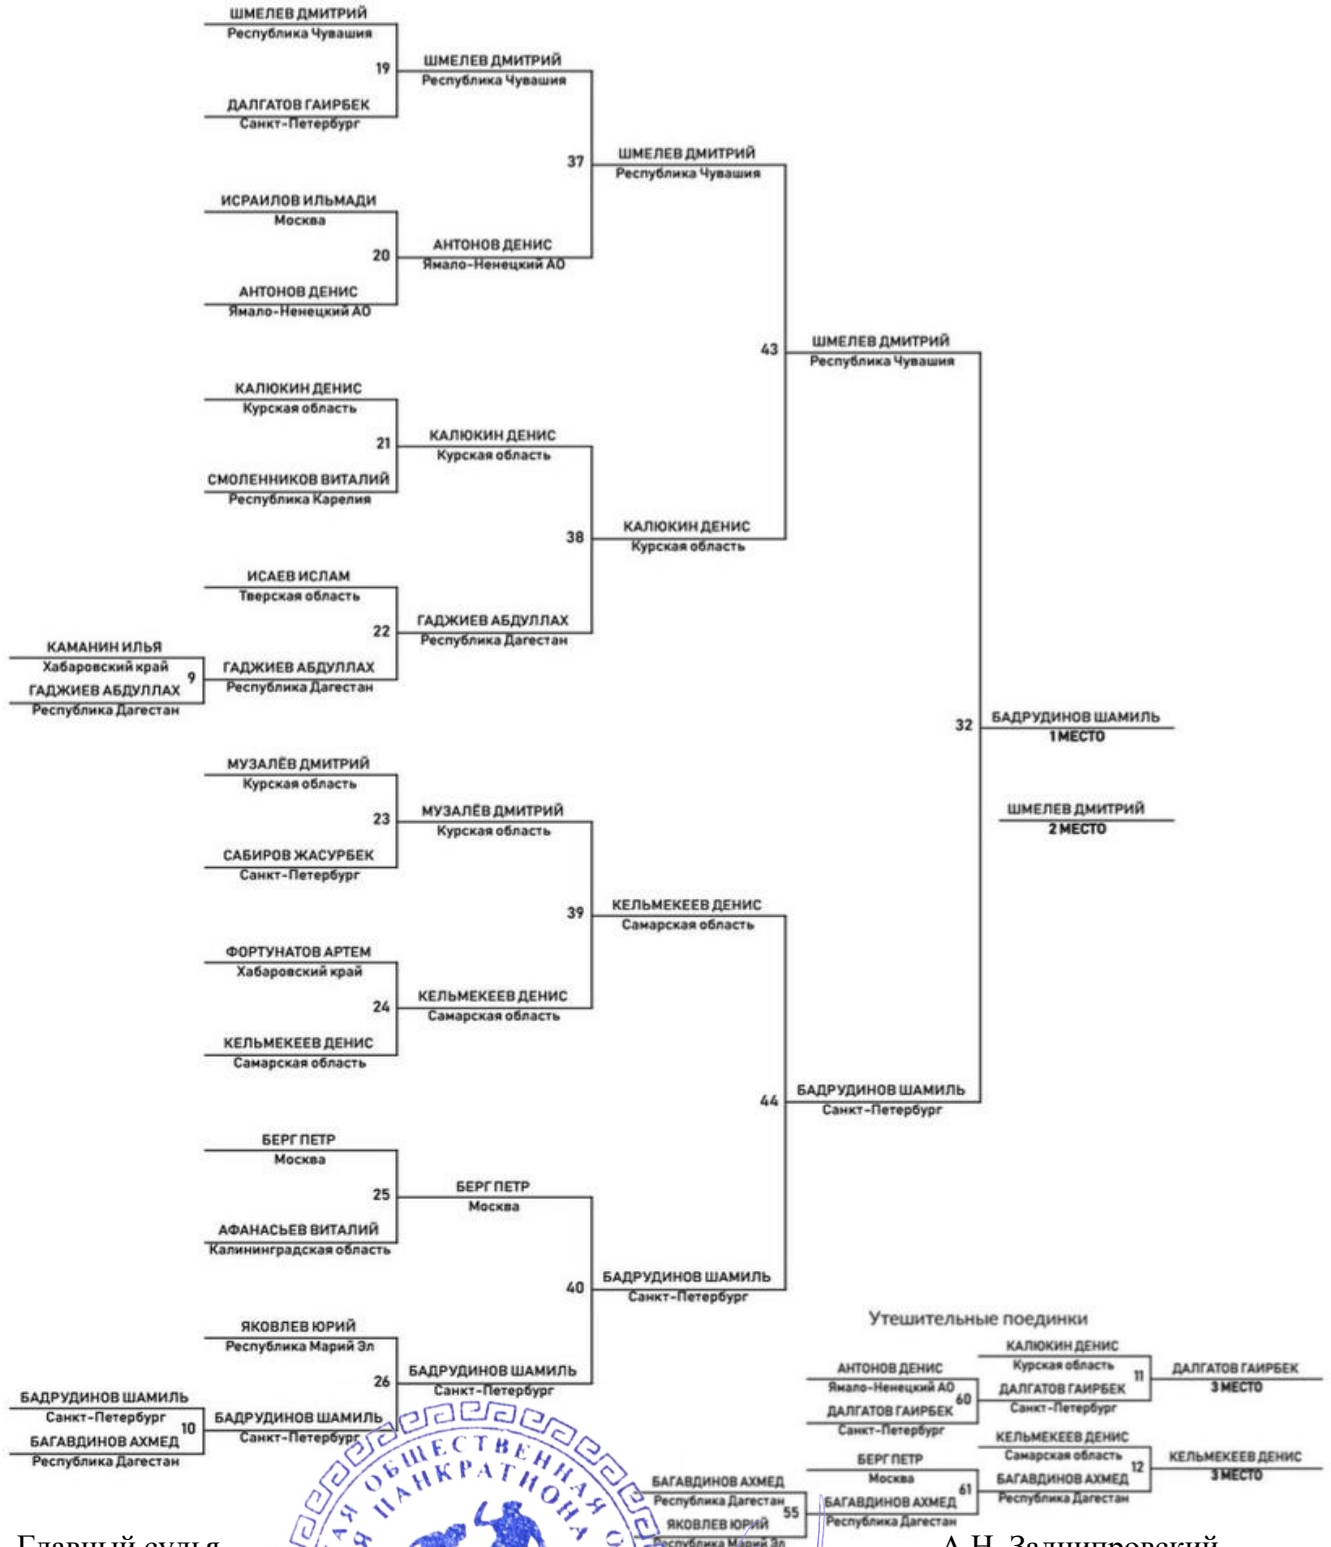 ШМЕЛЕВ ДМИТРИЙ
Республика Чувашия
19
ДАЛГАТОВ ГАИРБЕК
Санкт-Петербург
ШМЕЛЕВ ДМИТРИЙ
Республика Чувашия
37
ШМЕЛЕВ ДМИТРИЙ
Республика Чувашия
ИСРАИЛОВ ИЛЬМАДИ
Москва
20
АНТОНОВ ДЕНИС
Ямало-Ненецкий АО
АНТОНОВ ДЕНИС
Ямало-Ненецкий АО
43
ШМЕЛЕВ ДМИТРИЙ
Республика Чувашия
КАЛЮКИН ДЕНИС
Курская область
21
СМОЛЕННИКОВ ВИТАЛИЙ
Республика Карелия
КАЛЮКИН ДЕНИС
Курская область
38
КАЛЮКИН ДЕНИС
Курская область
ИСАЕВ ИСЛАМ
Тверская область
22
ГАДЖИЕВ АБДУЛЛАХ
Республика Дагестан
КАМАНИН ИЛЬЯ
Хабаровский край
9
ГАДЖИЕВ АБДУЛЛАХ
Республика Дагестан
ГАДЖИЕВ АБДУЛЛАХ
Республика Дагестан
32
БАДРУДИНОВ ШАМИЛЬ
1 МЕСТО
ШМЕЛЕВ ДМИТРИЙ
2 МЕСТО
МУЗАЛЁВ ДМИТРИЙ
Курская область
23
САБИРОВ ЖАСУРБЕК
Санкт-Петербург
МУЗАЛЁВ ДМИТРИЙ
Курская область
39
КЕЛЬМЕКЕЕВ ДЕНИС
Самарская область
ФОРТУНАТОВ АРТЕМ
Хабаровский край
24
КЕЛЬМЕКЕЕВ ДЕНИС
Самарская область
КЕЛЬМЕКЕЕВ ДЕНИС
Самарская область
44
БАДРУДИНОВ ШАМИЛЬ
Санкт-Петербург
БЕРГ ПЕТР
Москва
25
АФАНАСЬЕВ ВИТАЛИЙ
Калининградская область
БЕРГ ПЕТР
Москва
40
БАДРУДИНОВ ШАМИЛЬ
Санкт-Петербург
ЯКОВЛЕВ ЮРИЙ
Республика Марий Эл
26
БАДРУДИНОВ ШАМИЛЬ
Санкт-Петербург
БАДРУДИНОВ ШАМИЛЬ
Санкт-Петербург
10
БАГАВДИНОВ АХМЕД
Республика Дагестан
БАДРУДИНОВ ШАМИЛЬ
Санкт-Петербург
Утешительные поединки
КАЛЮКИН ДЕНИС
Курская область
11
ДАЛГАТОВ ГАИРБЕК
3 МЕСТО
АНТОНОВ ДЕНИС
Ямало-Ненецкий АО
60
ДАЛГАТОВ ГАИРБЕК
Санкт-Петербург
ДАЛГАТОВ ГАИРБЕК
Санкт-Петербург
КЕЛЬМЕКЕЕВ ДЕНИС
Самарская область
12
КЕЛЬМЕКЕЕВ ДЕНИС
3 МЕСТО
БЕРГ ПЕТР
Москва
61
БАГАВДИНОВ АХМЕД
Республика Дагестан
БАГАВДИНОВ АХМЕД
Республика Дагестан
55
БАГАВДИНОВ АХМЕД
Республика Дагестан
ЯКОВЛЕВ ЮРИЙ
Республика Марий Эл
ОБЩЕСТВЕННАЯ
ПАНКРАТИОНА
Главный судья
А.Н. Заднипровский